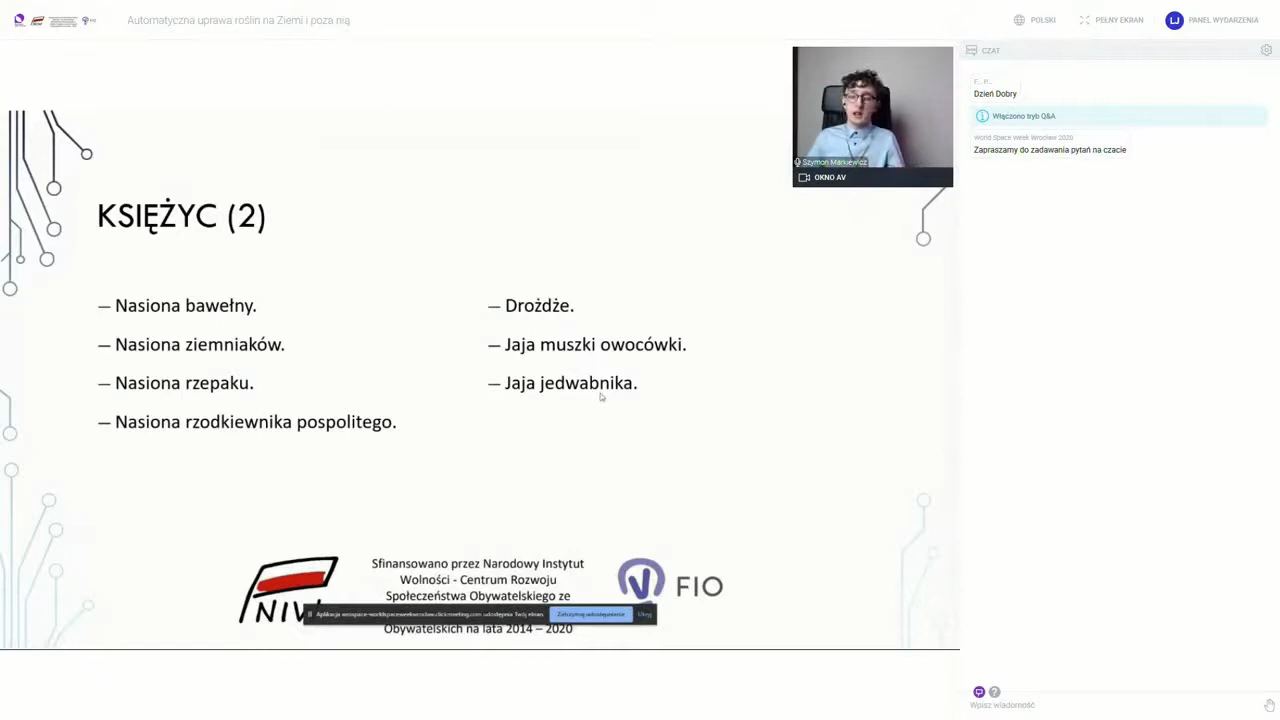 Automatyczna uprawa roślin na Ziemi i poza nią
POLSKI
PEŁNY EKRAN
PANEL WYDARZENIA
CZAT
F... P...
Dzień Dobry
Włączono tryb Q&A
World Space Week Wrocław 2020
Zapraszamy do zadawania pytań na czacie
Szymon Markiewicz
OKNO AV
KSIĘŻYC (2)
— Nasiona bawełny.
— Nasiona ziemniaków.
— Nasiona rzepaku.
— Nasiona rzodkiewnika pospolitego.
— Drożdże.
— Jaja muszki owocówki.
— Jaja jedwabnika.
Sfinansowano przez Narodowy Instytut
Wolności - Centrum Rozwoju
Społeczeństwa Obywatelskiego ze
Zatrzymaj udostępnianie
Ukryj
Obywatelskich na lata 2014 – 2020
FIO
Wpisz wiadomość